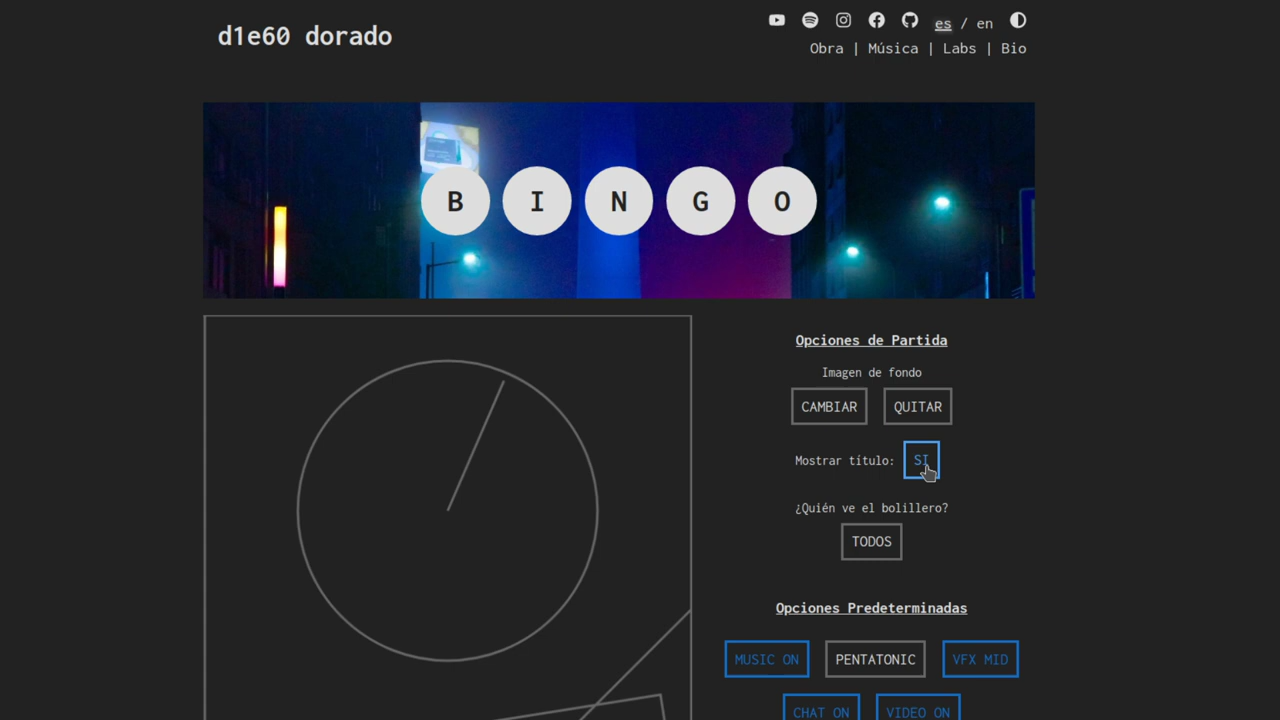 d1e60 dorado
es / en
Obra | Música | Labs | Bio
B I N G O
Opciones de Partida
Imagen de fondo
CAMBIAR QUITAR
Mostrar título: SI
¿Quién ve el bolillero?
TODOS
Opciones Predeterminadas
MUSIC ON PENTATONIC VFX MID
CHAT ON VIDEO ON